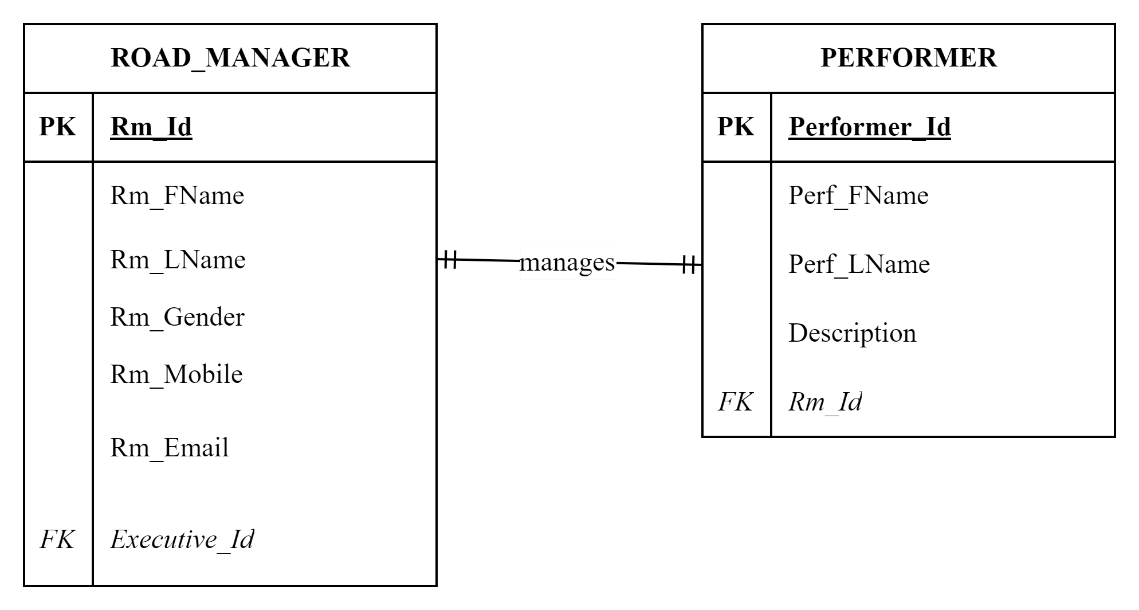 ROAD_MANAGER
PK Rm_Id
Rm_FName
Rm_LName
Rm_Gender
Rm_Mobile
Rm_Email
FK Executive_Id
manages
PERFORMER
PK Performer_Id
Perf_FName
Perf_LName
Description
FK Rm_Id